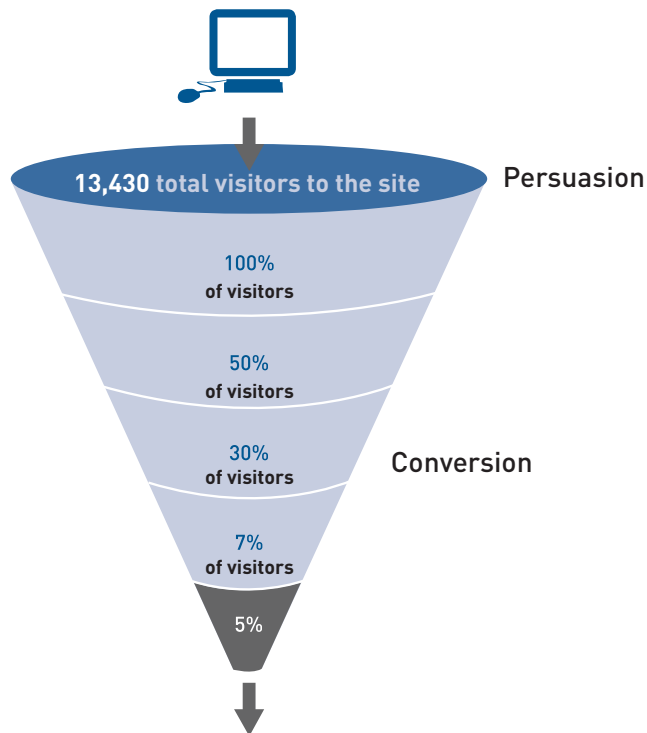 13,430 total visitors to the site
Persuasion
100%
of visitors
50%
of visitors
30%
of visitors
Conversion
7%
of visitors
5%